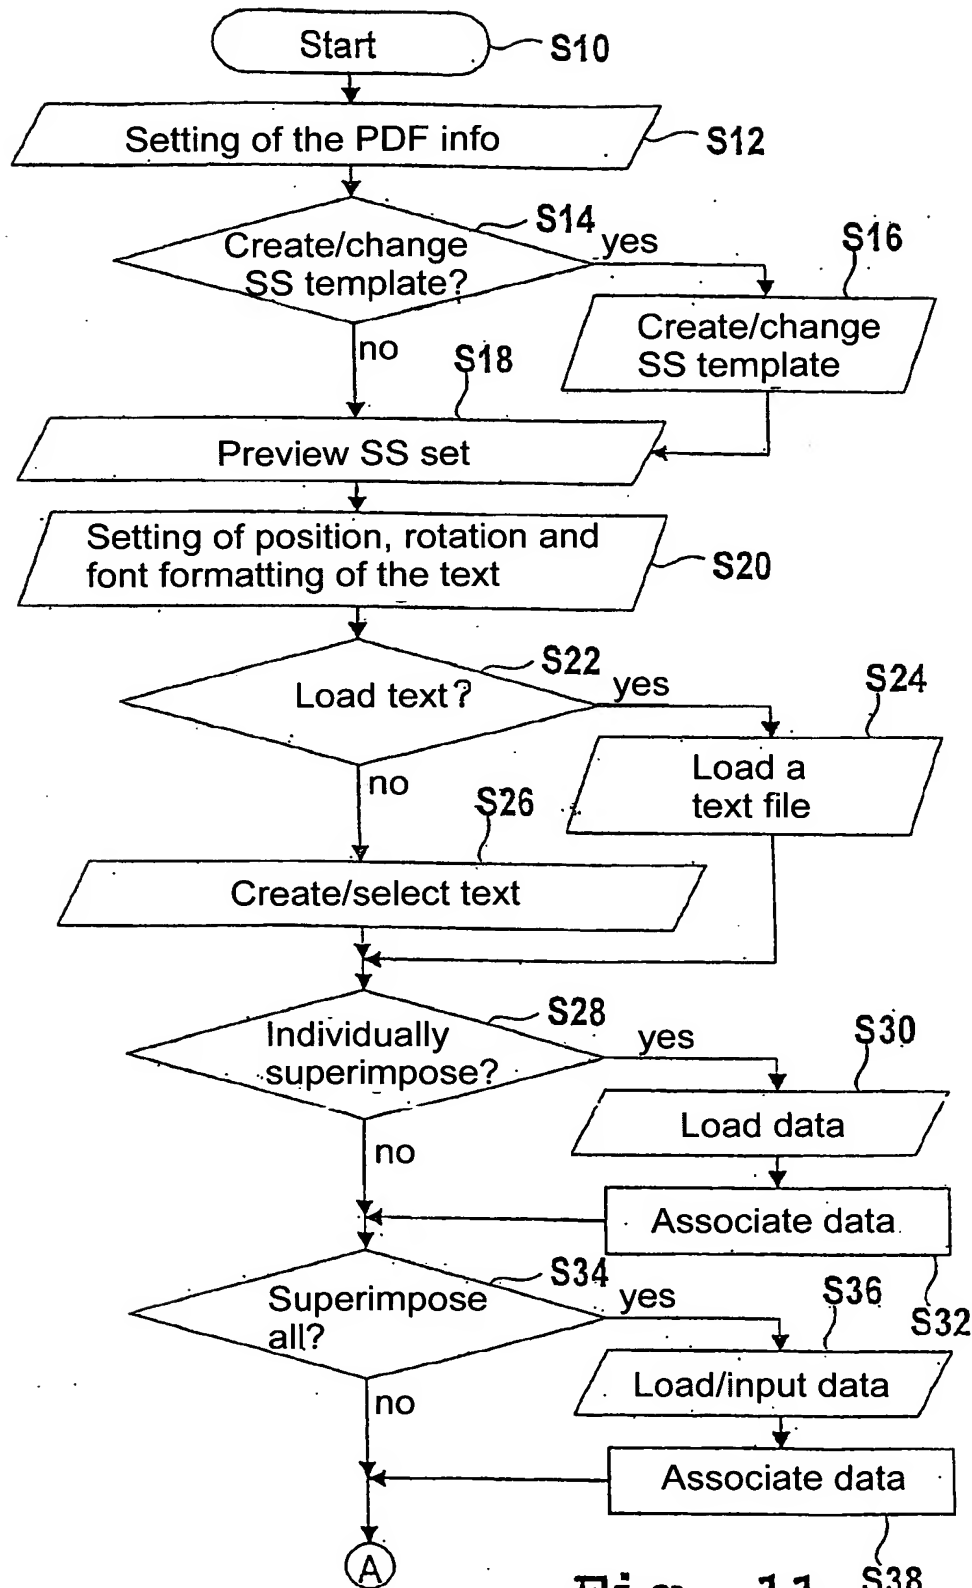 Start
S10
Setting of the PDF info
S12
S14
Create/change
SS template?
yes
S16
Create/change
SS template
no
S18
Preview SS set
Setting of position, rotation and
font formatting of the text
S20
S22
Load text?
yes
S24
Load a
text file
no
S26
Create/select text
S28
Individually
superimpose?
yes
S30
Load data
no
Associate data
S32
S34
Superimpose
all?
yes
S36
Load/input data
no
Associate data
S38
A
Fig. 11